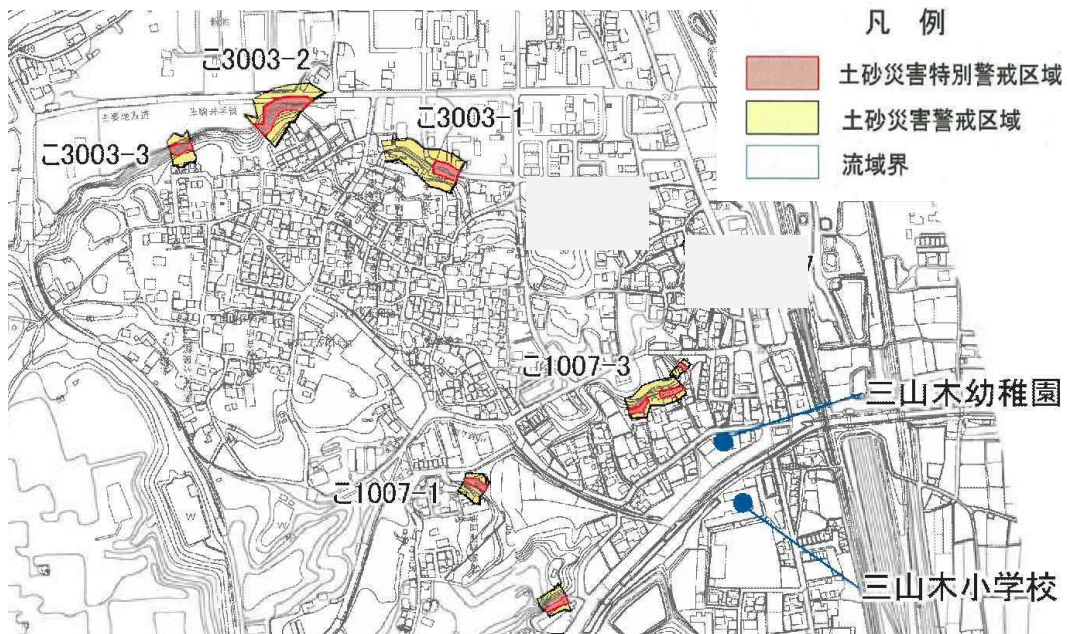 凡 例
土砂災害特別警戒区域
土砂災害警戒区域
流域界
こ3003-2
こ3003-1
こ3003-3
こ1007-3
三山木幼稚園
こ1007-1
三山木小学校